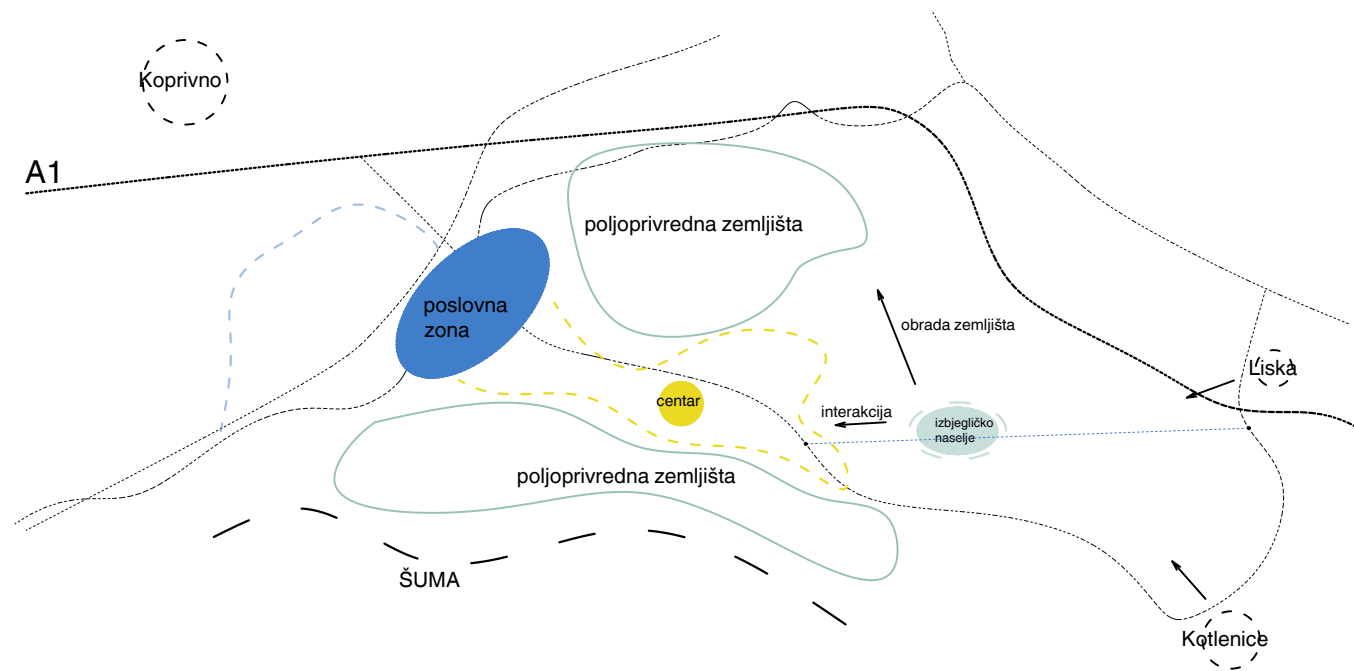 Koprivno
A1
poljoprivredna zemljišta
poslovna
zona
obrada zemljišta
Liska
centar
interakcija
izbjegličko
naselje
poljoprivredna zemljišta
ŠUMA
Kotlenice